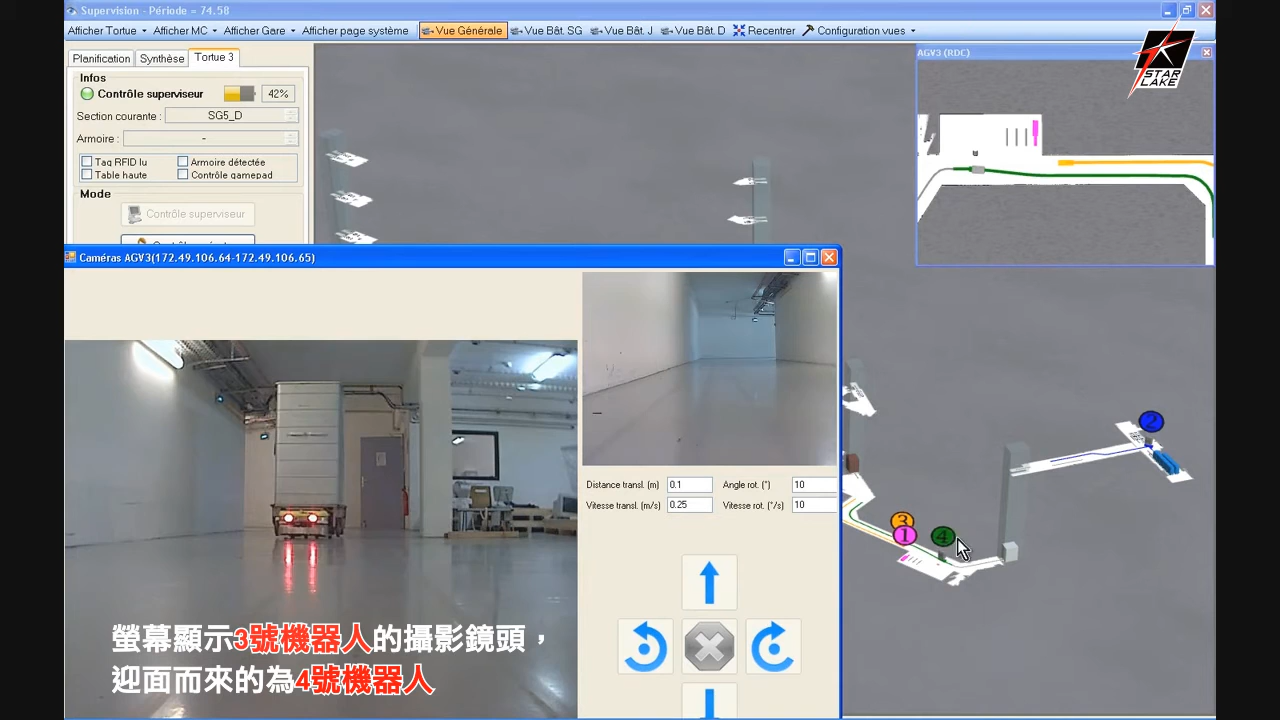 Supervision - Période = 74.58
Afficher Tortue Afficher MC Afficher Gare Afficher page système Vue Générale Vue Bât. SG Vue Bât. J Vue Bât. D Recentrer Configuration vues
Planification Synthèse Tortue 3
Infos
Contrôle superviseur 42%
Section courante : SG5_D
Armoire : -
Tag RFID lu Armoire détectée
Table haute Contrôle gamepad
Mode
Contrôle superviseur
AGV3 (RDC)
STAR
LAKE
Caméras AGV3(172.49.106.64-172.49.106.65)
Distance transl. (m) 0.1 Angle rot. (°) 10
Vitesse transl. (m/s) 0.25 Vitesse rot. (°/s) 10
2
3
1
4
螢幕顯示3號機器人的攝影鏡頭，
迎面而來的為4號機器人